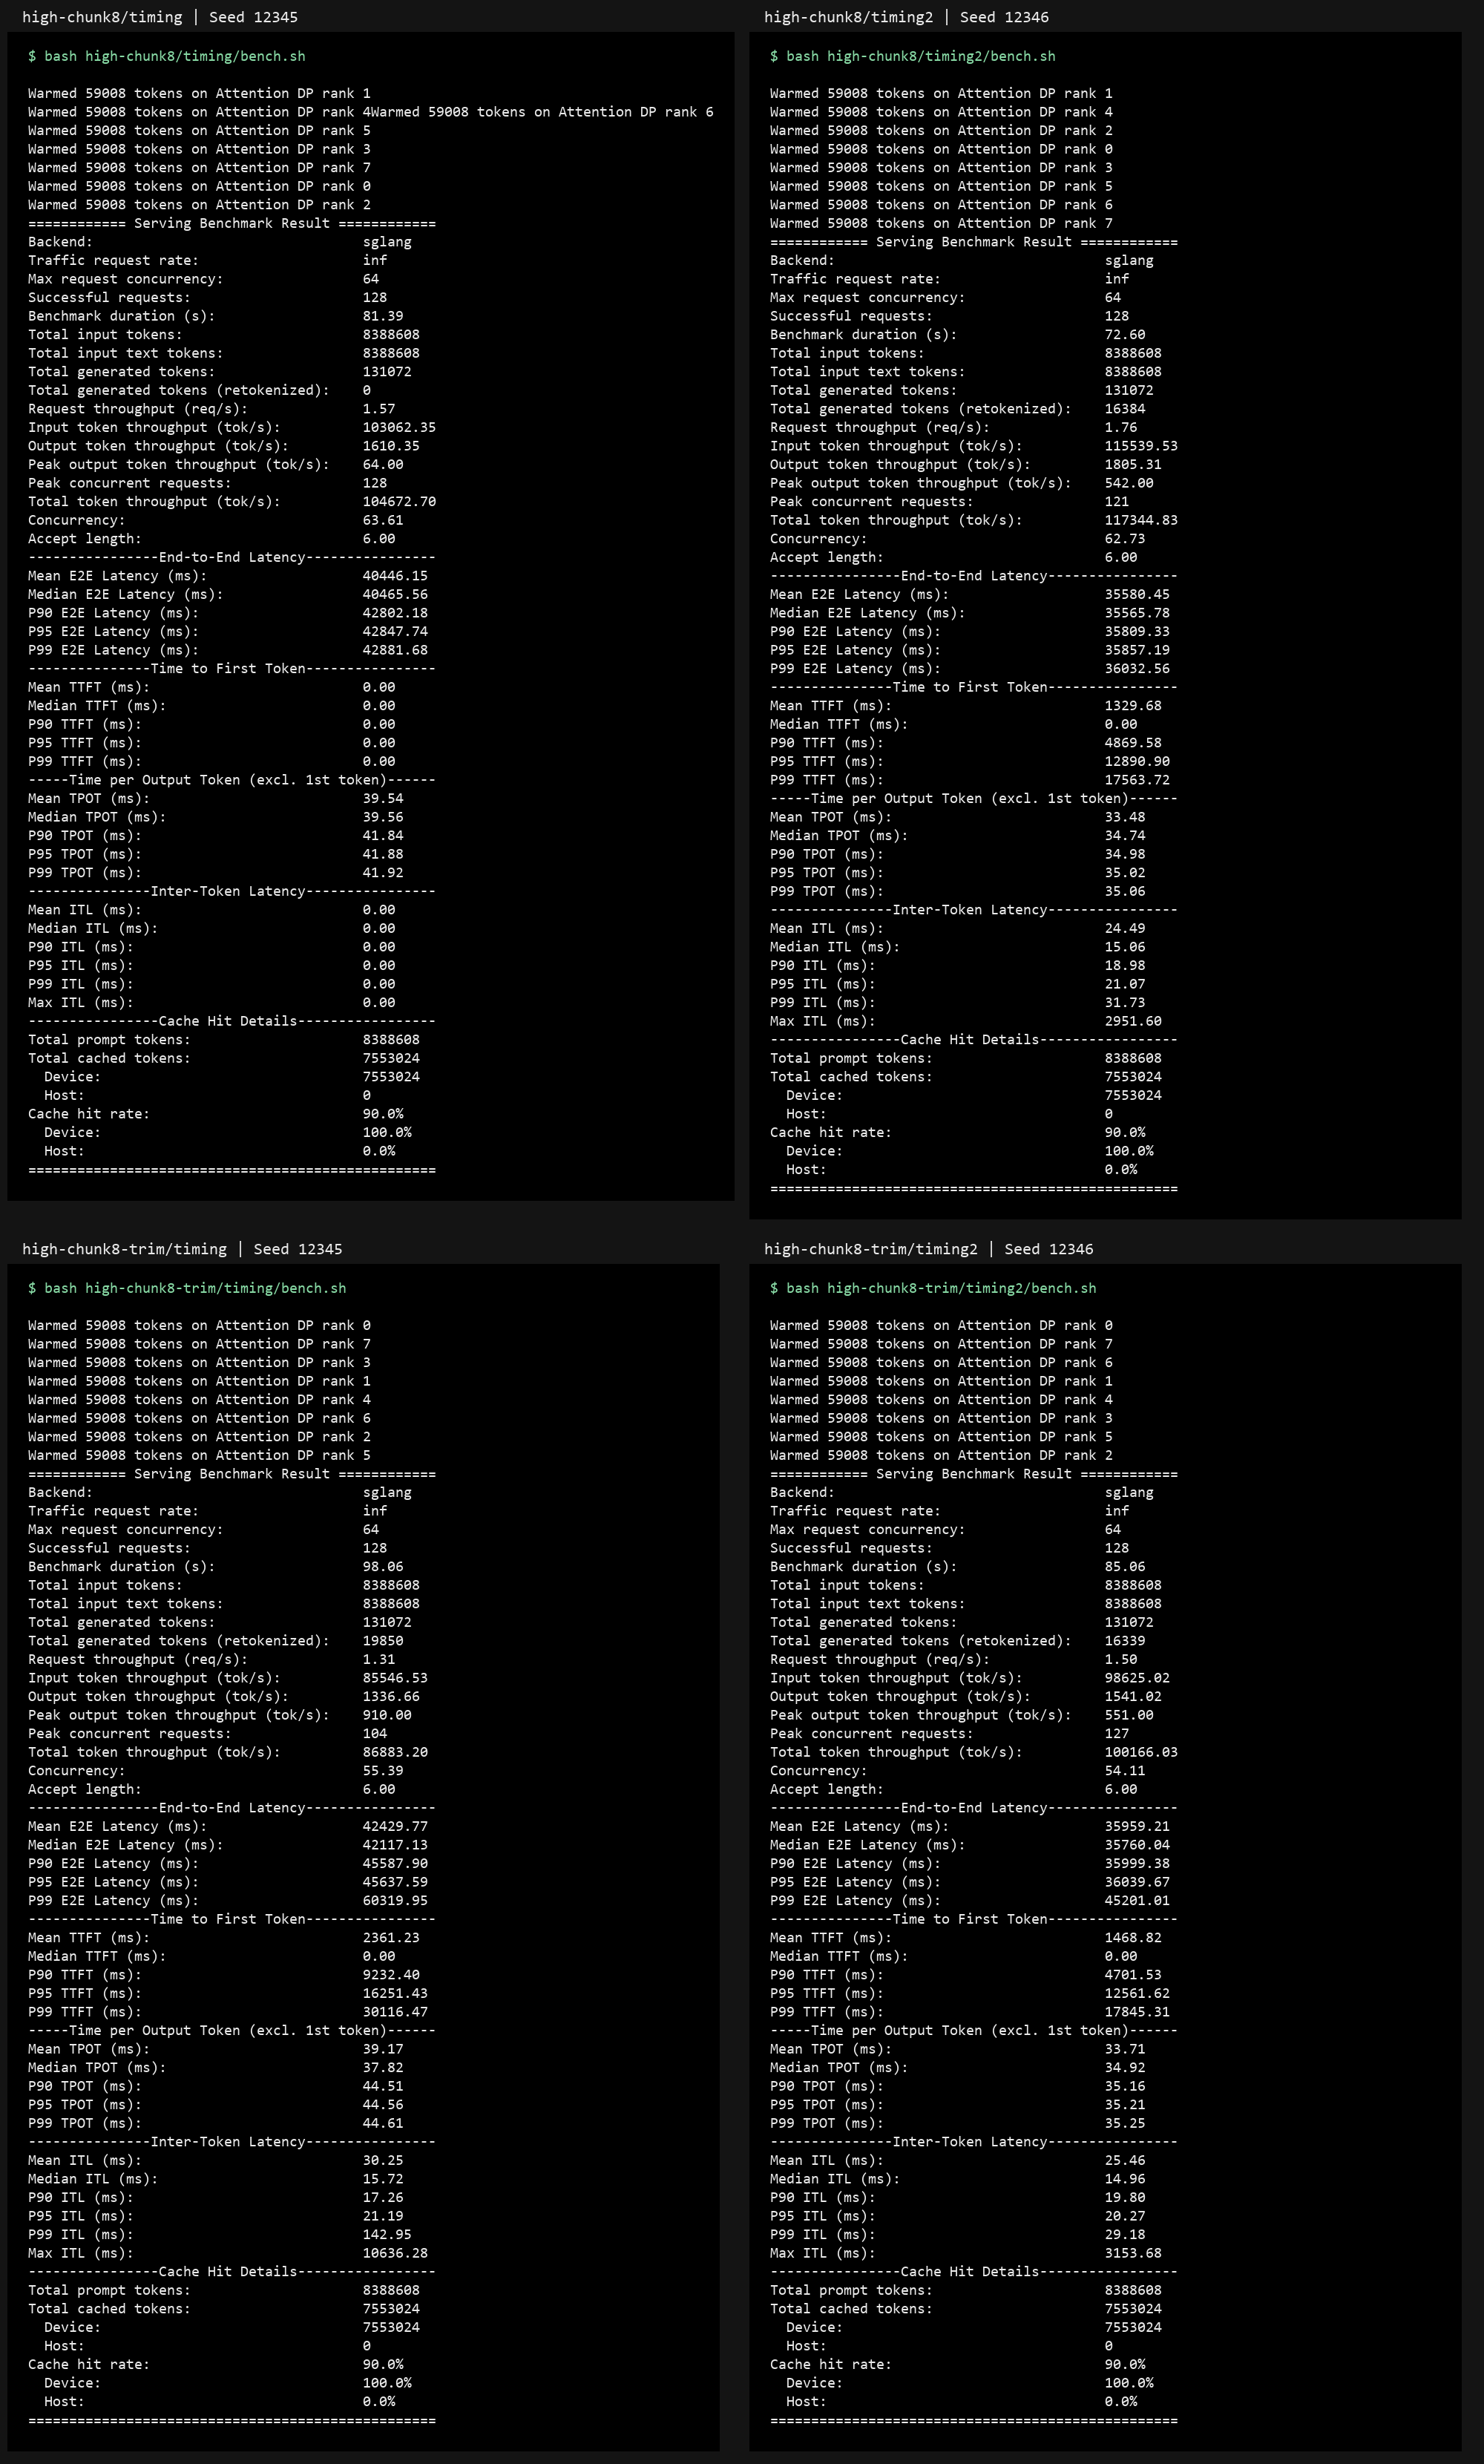 high-chunk8/timing | Seed 12345
$ bash high-chunk8/timing/bench.sh
Warmed 59008 tokens on Attention DP rank 1
Warmed 59008 tokens on Attention DP rank 4Warmed 59008 tokens on Attention DP rank 6
Warmed 59008 tokens on Attention DP rank 5
Warmed 59008 tokens on Attention DP rank 3
Warmed 59008 tokens on Attention DP rank 7
Warmed 59008 tokens on Attention DP rank 0
Warmed 59008 tokens on Attention DP rank 2
============ Serving Benchmark Result ============
Backend: sglang
Traffic request rate: inf
Max request concurrency: 64
Successful requests: 128
Benchmark duration (s): 81.39
Total input tokens: 8388608
Total input text tokens: 8388608
Total generated tokens: 131072
Total generated tokens (retokenized): 0
Request throughput (req/s): 1.57
Input token throughput (tok/s): 103062.35
Output token throughput (tok/s): 1610.35
Peak output token throughput (tok/s): 64.00
Peak concurrent requests: 128
Total token throughput (tok/s): 104672.70
Concurrency: 63.61
Accept length: 6.00
----------------End-to-End Latency----------------
Mean E2E Latency (ms): 40446.15
Median E2E Latency (ms): 40465.56
P90 E2E Latency (ms): 42802.18
P95 E2E Latency (ms): 42847.74
P99 E2E Latency (ms): 42881.68
---------------Time to First Token----------------
Mean TTFT (ms): 0.00
Median TTFT (ms): 0.00
P90 TTFT (ms): 0.00
P95 TTFT (ms): 0.00
P99 TTFT (ms): 0.00
-----Time per Output Token (excl. 1st token)------
Mean TPOT (ms): 39.54
Median TPOT (ms): 39.56
P90 TPOT (ms): 41.84
P95 TPOT (ms): 41.88
P99 TPOT (ms): 41.92
---------------Inter-Token Latency----------------
Mean ITL (ms): 0.00
Median ITL (ms): 0.00
P90 ITL (ms): 0.00
P95 ITL (ms): 0.00
P99 ITL (ms): 0.00
Max ITL (ms): 0.00
----------------Cache Hit Details-----------------
Total prompt tokens: 8388608
Total cached tokens: 7553024
Device: 7553024
Host: 0
Cache hit rate: 90.0%
Device: 100.0%
Host: 0.0%
==================================================
high-chunk8/timing2 | Seed 12346
$ bash high-chunk8/timing2/bench.sh
Warmed 59008 tokens on Attention DP rank 1
Warmed 59008 tokens on Attention DP rank 4
Warmed 59008 tokens on Attention DP rank 2
Warmed 59008 tokens on Attention DP rank 0
Warmed 59008 tokens on Attention DP rank 3
Warmed 59008 tokens on Attention DP rank 5
Warmed 59008 tokens on Attention DP rank 6
Warmed 59008 tokens on Attention DP rank 7
============ Serving Benchmark Result ============
Backend: sglang
Traffic request rate: inf
Max request concurrency: 64
Successful requests: 128
Benchmark duration (s): 72.60
Total input tokens: 8388608
Total input text tokens: 8388608
Total generated tokens: 131072
Total generated tokens (retokenized): 16384
Request throughput (req/s): 1.76
Input token throughput (tok/s): 115539.53
Output token throughput (tok/s): 1805.31
Peak output token throughput (tok/s): 542.00
Peak concurrent requests: 121
Total token throughput (tok/s): 117344.83
Concurrency: 62.73
Accept length: 6.00
----------------End-to-End Latency----------------
Mean E2E Latency (ms): 35580.45
Median E2E Latency (ms): 35565.78
P90 E2E Latency (ms): 35809.33
P95 E2E Latency (ms): 35857.19
P99 E2E Latency (ms): 36032.56
---------------Time to First Token----------------
Mean TTFT (ms): 1329.68
Median TTFT (ms): 0.00
P90 TTFT (ms): 4869.58
P95 TTFT (ms): 12890.90
P99 TTFT (ms): 17563.72
-----Time per Output Token (excl. 1st token)------
Mean TPOT (ms): 33.48
Median TPOT (ms): 34.74
P90 TPOT (ms): 34.98
P95 TPOT (ms): 35.02
P99 TPOT (ms): 35.06
---------------Inter-Token Latency----------------
Mean ITL (ms): 24.49
Median ITL (ms): 15.06
P90 ITL (ms): 18.98
P95 ITL (ms): 21.07
P99 ITL (ms): 31.73
Max ITL (ms): 2951.60
----------------Cache Hit Details-----------------
Total prompt tokens: 8388608
Total cached tokens: 7553024
Device: 7553024
Host: 0
Cache hit rate: 90.0%
Device: 100.0%
Host: 0.0%
==================================================
high-chunk8-trim/timing | Seed 12345
$ bash high-chunk8-trim/timing/bench.sh
Warmed 59008 tokens on Attention DP rank 0
Warmed 59008 tokens on Attention DP rank 7
Warmed 59008 tokens on Attention DP rank 3
Warmed 59008 tokens on Attention DP rank 1
Warmed 59008 tokens on Attention DP rank 4
Warmed 59008 tokens on Attention DP rank 6
Warmed 59008 tokens on Attention DP rank 2
Warmed 59008 tokens on Attention DP rank 5
============ Serving Benchmark Result ============
Backend: sglang
Traffic request rate: inf
Max request concurrency: 64
Successful requests: 128
Benchmark duration (s): 98.06
Total input tokens: 8388608
Total input text tokens: 8388608
Total generated tokens: 131072
Total generated tokens (retokenized): 19850
Request throughput (req/s): 1.31
Input token throughput (tok/s): 85546.53
Output token throughput (tok/s): 1336.66
Peak output token throughput (tok/s): 910.00
Peak concurrent requests: 104
Total token throughput (tok/s): 86883.20
Concurrency: 55.39
Accept length: 6.00
----------------End-to-End Latency----------------
Mean E2E Latency (ms): 42429.77
Median E2E Latency (ms): 42117.13
P90 E2E Latency (ms): 45587.90
P95 E2E Latency (ms): 45637.59
P99 E2E Latency (ms): 60319.95
---------------Time to First Token----------------
Mean TTFT (ms): 2361.23
Median TTFT (ms): 0.00
P90 TTFT (ms): 9232.40
P95 TTFT (ms): 16251.43
P99 TTFT (ms): 30116.47
-----Time per Output Token (excl. 1st token)------
Mean TPOT (ms): 39.17
Median TPOT (ms): 37.82
P90 TPOT (ms): 44.51
P95 TPOT (ms): 44.56
P99 TPOT (ms): 44.61
---------------Inter-Token Latency----------------
Mean ITL (ms): 30.25
Median ITL (ms): 15.72
P90 ITL (ms): 17.26
P95 ITL (ms): 21.19
P99 ITL (ms): 142.95
Max ITL (ms): 10636.28
----------------Cache Hit Details-----------------
Total prompt tokens: 8388608
Total cached tokens: 7553024
Device: 7553024
Host: 0
Cache hit rate: 90.0%
Device: 100.0%
Host: 0.0%
==================================================
high-chunk8-trim/timing2 | Seed 12346
$ bash high-chunk8-trim/timing2/bench.sh
Warmed 59008 tokens on Attention DP rank 0
Warmed 59008 tokens on Attention DP rank 7
Warmed 59008 tokens on Attention DP rank 6
Warmed 59008 tokens on Attention DP rank 1
Warmed 59008 tokens on Attention DP rank 4
Warmed 59008 tokens on Attention DP rank 3
Warmed 59008 tokens on Attention DP rank 5
Warmed 59008 tokens on Attention DP rank 2
============ Serving Benchmark Result ============
Backend: sglang
Traffic request rate: inf
Max request concurrency: 64
Successful requests: 128
Benchmark duration (s): 85.06
Total input tokens: 8388608
Total input text tokens: 8388608
Total generated tokens: 131072
Total generated tokens (retokenized): 16339
Request throughput (req/s): 1.50
Input token throughput (tok/s): 98625.02
Output token throughput (tok/s): 1541.02
Peak output token throughput (tok/s): 551.00
Peak concurrent requests: 127
Total token throughput (tok/s): 100166.03
Concurrency: 54.11
Accept length: 6.00
----------------End-to-End Latency----------------
Mean E2E Latency (ms): 35959.21
Median E2E Latency (ms): 35760.04
P90 E2E Latency (ms): 35999.38
P95 E2E Latency (ms): 36039.67
P99 E2E Latency (ms): 45201.01
---------------Time to First Token----------------
Mean TTFT (ms): 1468.82
Median TTFT (ms): 0.00
P90 TTFT (ms): 4701.53
P95 TTFT (ms): 12561.62
P99 TTFT (ms): 17845.31
-----Time per Output Token (excl. 1st token)------
Mean TPOT (ms): 33.71
Median TPOT (ms): 34.92
P90 TPOT (ms): 35.16
P95 TPOT (ms): 35.21
P99 TPOT (ms): 35.25
---------------Inter-Token Latency----------------
Mean ITL (ms): 25.46
Median ITL (ms): 14.96
P90 ITL (ms): 19.80
P95 ITL (ms): 20.27
P99 ITL (ms): 29.18
Max ITL (ms): 3153.68
----------------Cache Hit Details-----------------
Total prompt tokens: 8388608
Total cached tokens: 7553024
Device: 7553024
Host: 0
Cache hit rate: 90.0%
Device: 100.0%
Host: 0.0%
==================================================